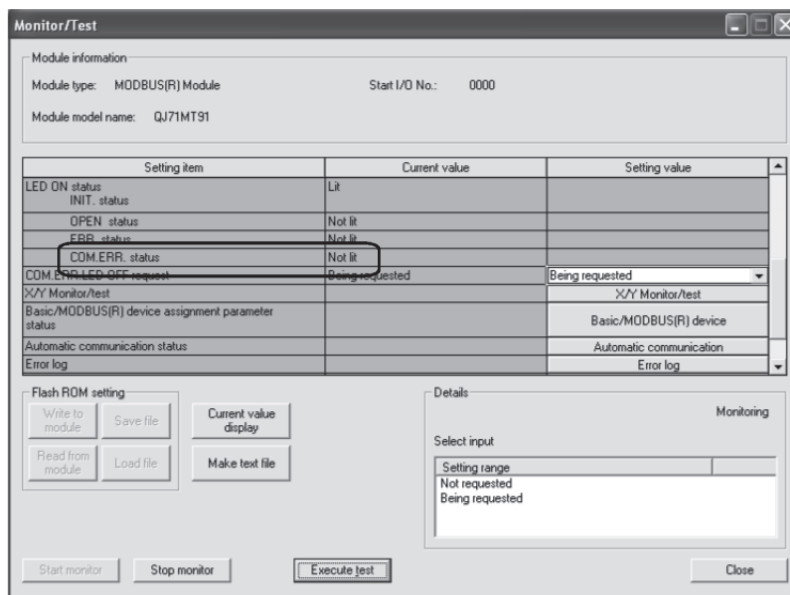 Monitor/Test
Module information
Module type: MODBUS(R) Module Start I/O No.: 0000
Module model name: QJ71MT91
Setting item Current value Setting value
LED ON status Lit
INIT. status
OPEN status Not lit
ERR. status Not lit
COM.ERR. status Not lit
COM.ERR.LED OFF request Being requested Being requested
X/Y Monitor/test X/Y Monitor/test
Basic/MODBUS(R) device assignment parameter
status Basic/MODBUS(R) device
Automatic communication status Automatic communication
Error log Error log
Flash ROM setting
Write to
module
Save file
Current value
display
Read from
module
Load file
Make text file
Details
Monitoring
Select input
Setting range
Not requested
Being requested
Start monitor Stop monitor Execute test Close